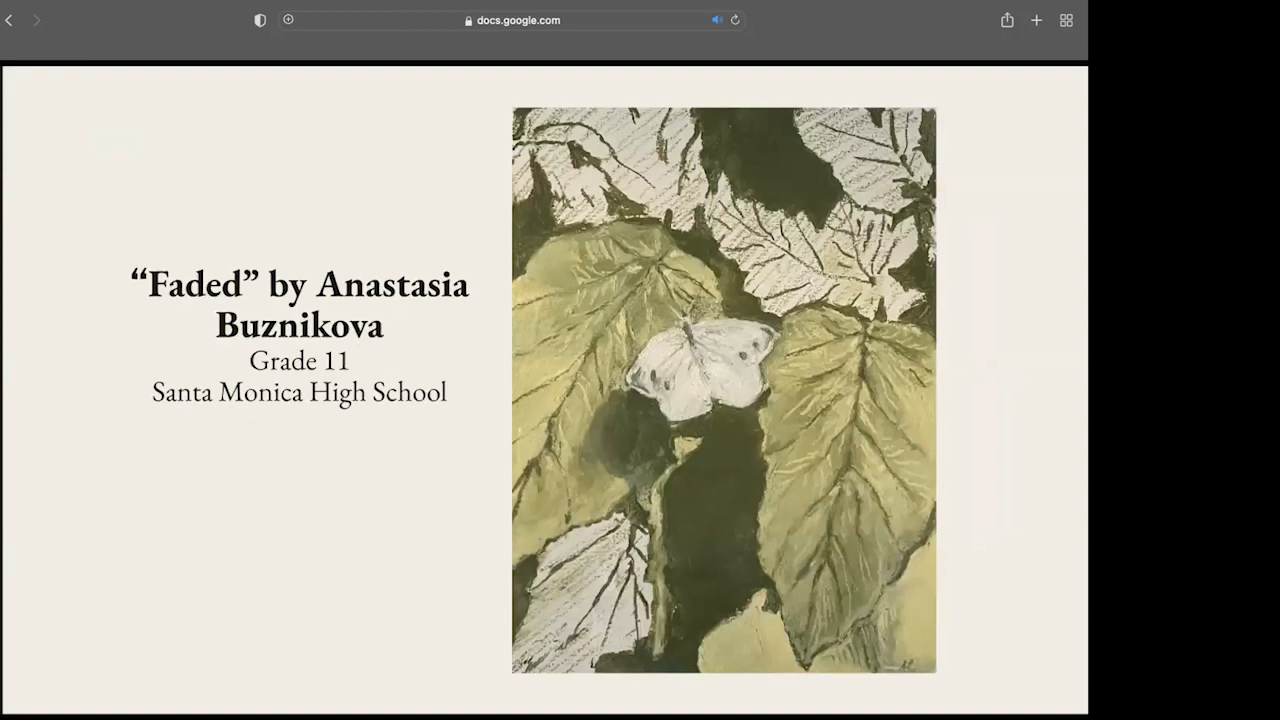 docs.google.com
“Faded” by Anastasia
Buznikova
Grade 11
Santa Monica High School